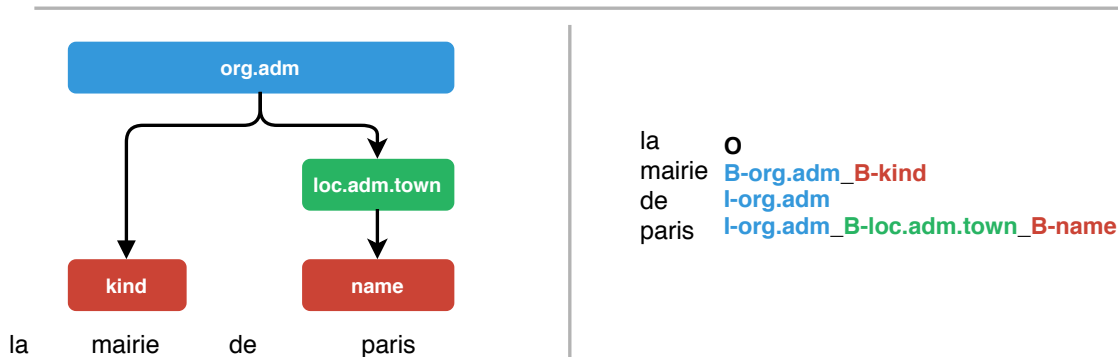 org.adm
loc.adm.town
kind name
la mairie de paris
la O
mairie B-org.adm_B-kind
de I-org.adm
paris I-org.adm_B-loc.adm.town_B-name